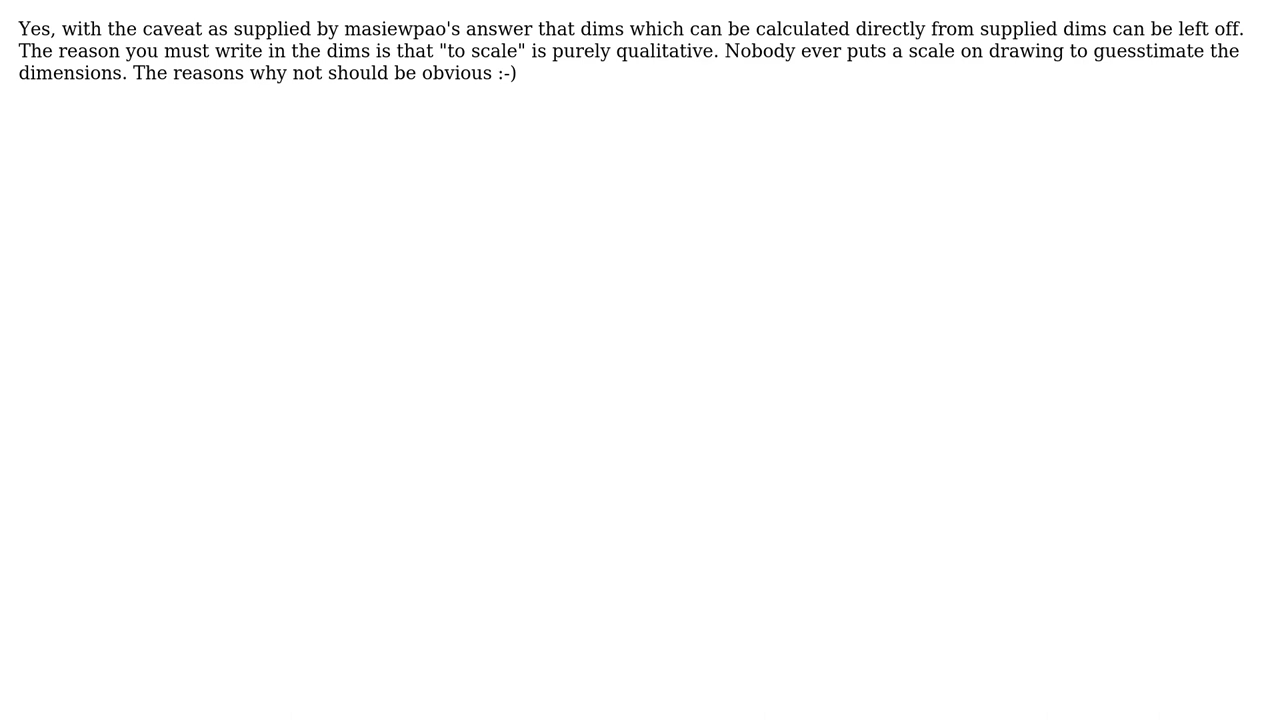 Yes, with the caveat as supplied by masiewpao's answer that dims which can be calculated directly from supplied dims can be left off.
The reason you must write in the dims is that "to scale" is purely qualitative. Nobody ever puts a scale on drawing to guesstimate the
dimensions. The reasons why not should be obvious :-)